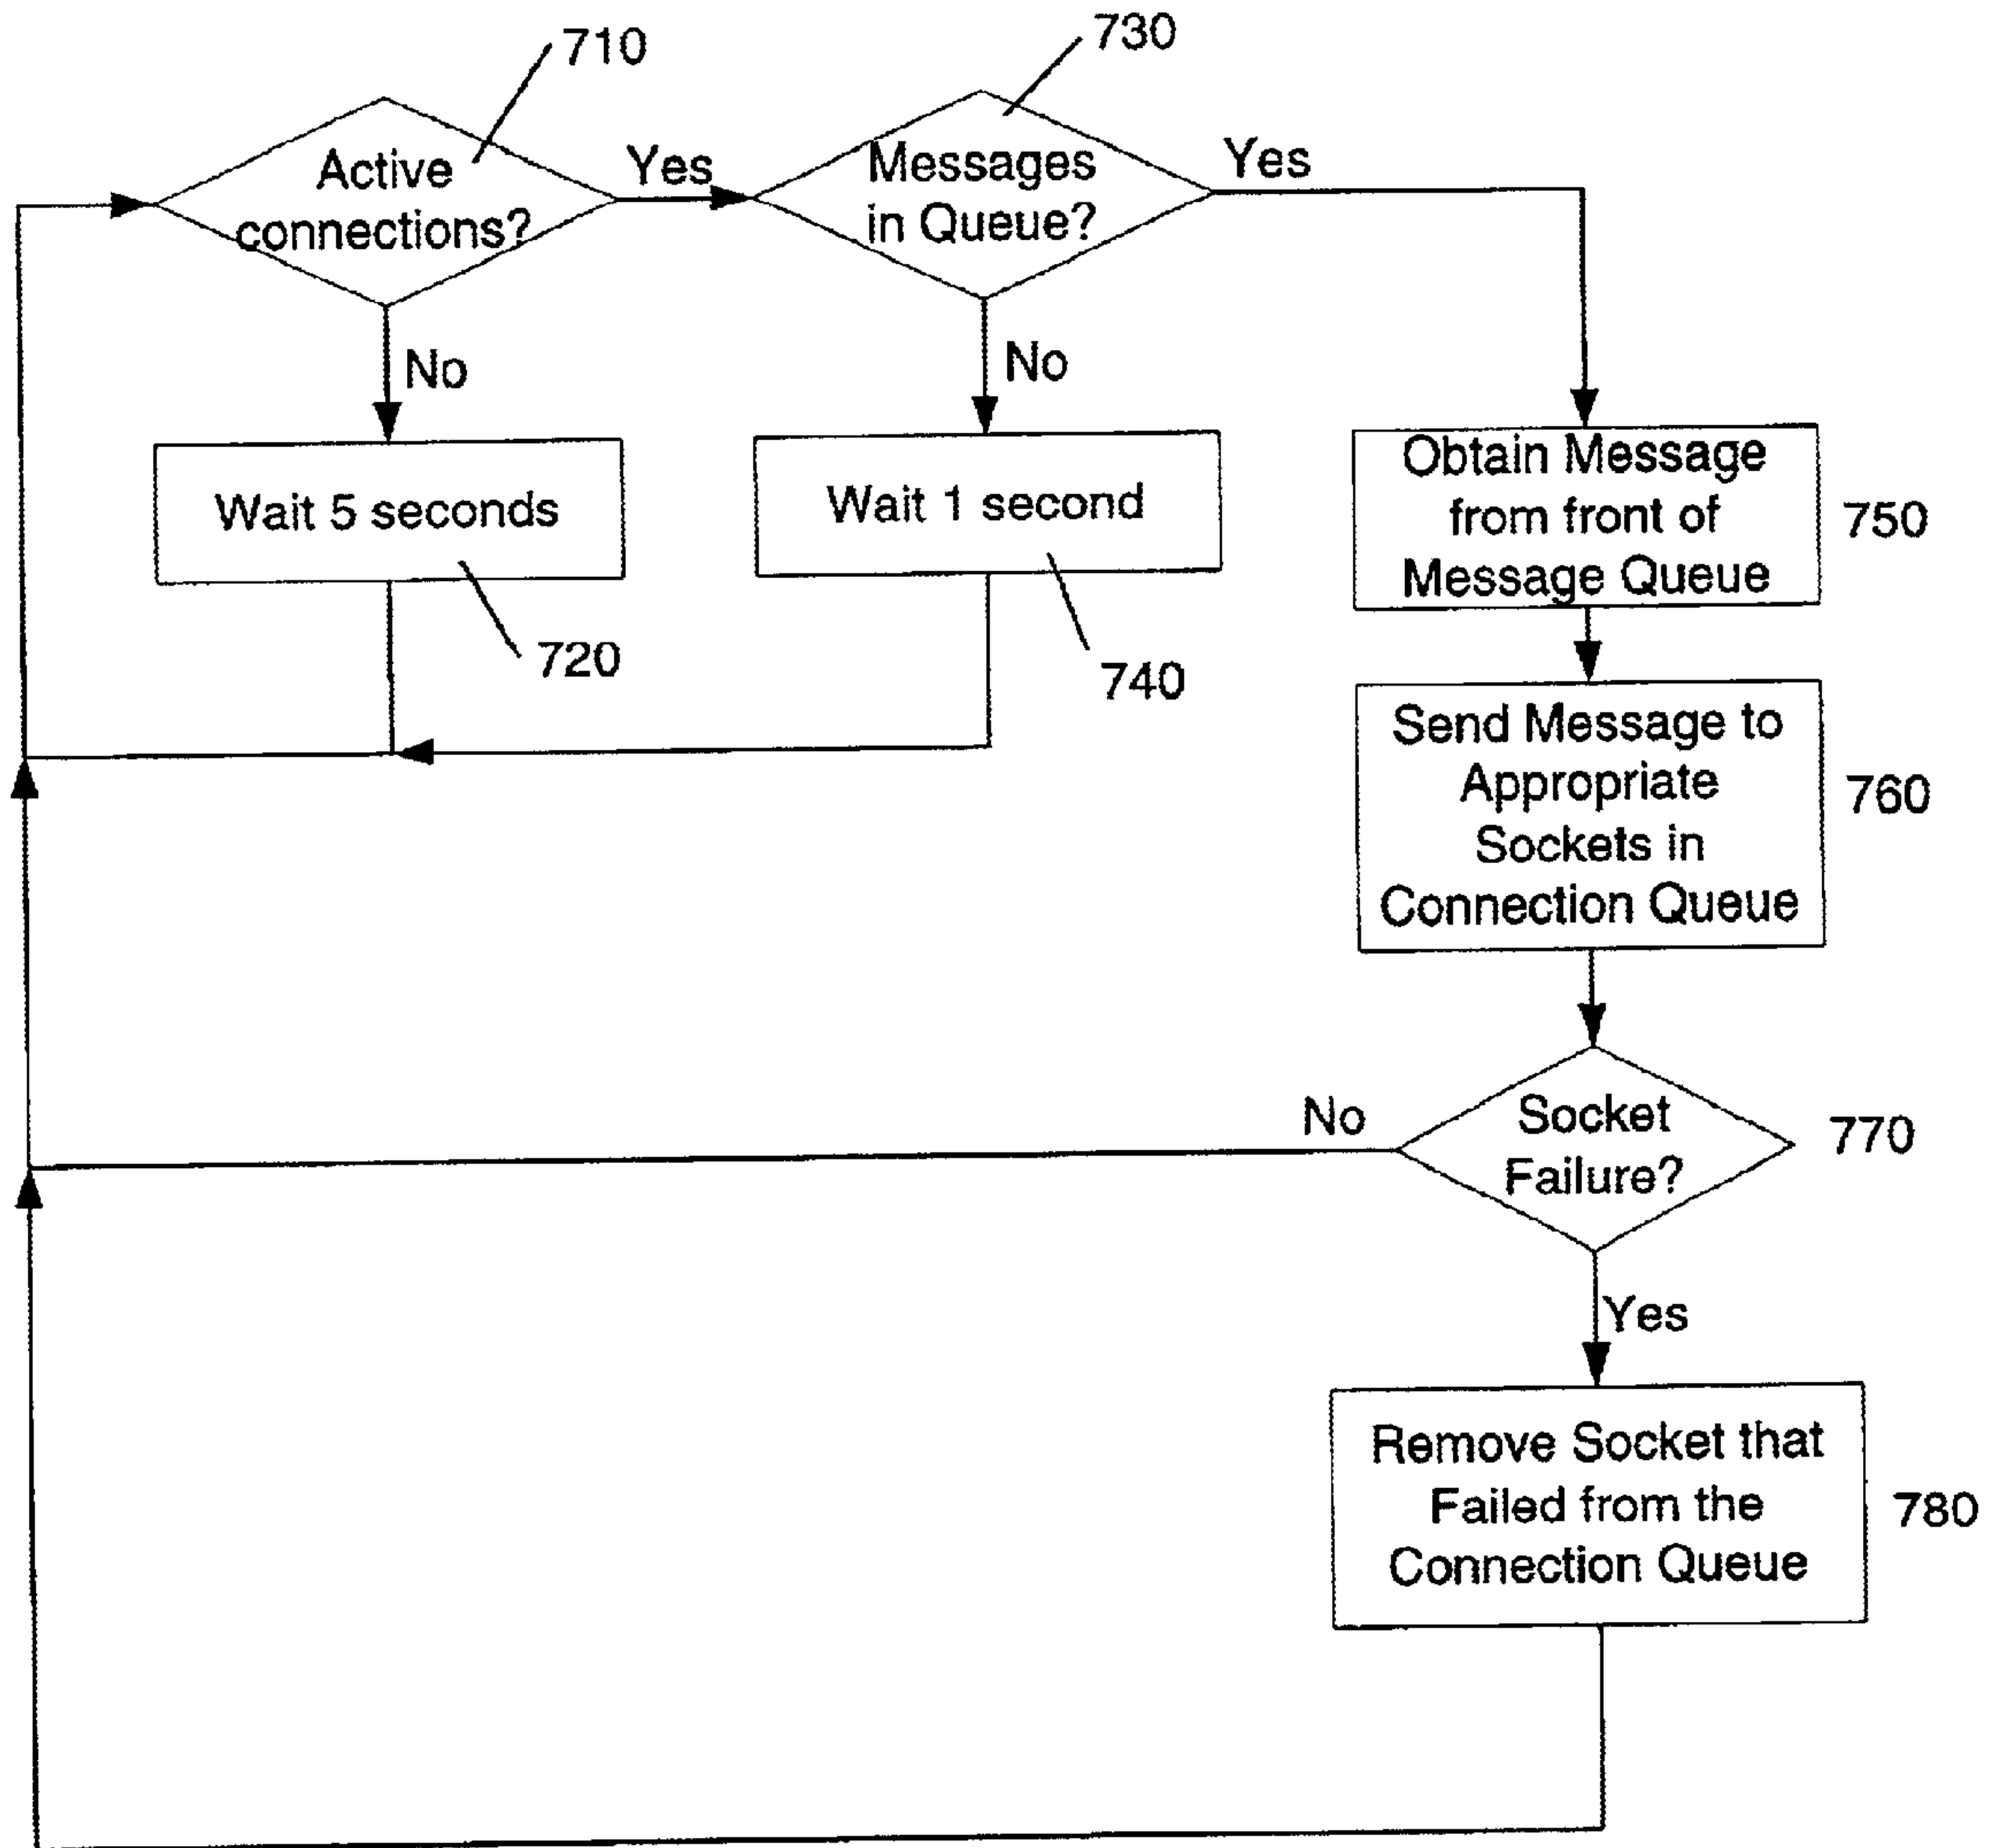 710
730
Active
connections?
Yes
Messages
in Queue?
Yes
No
No
Wait 5 seconds
Wait 1 second
Obtain Message
from front of
Message Queue
750
720
740
Send Message to
Appropriate
Sockets in
Connection Queue
760
No
Socket
Failure?
770
Yes
Remove Socket that
Failed from the
Connection Queue
780